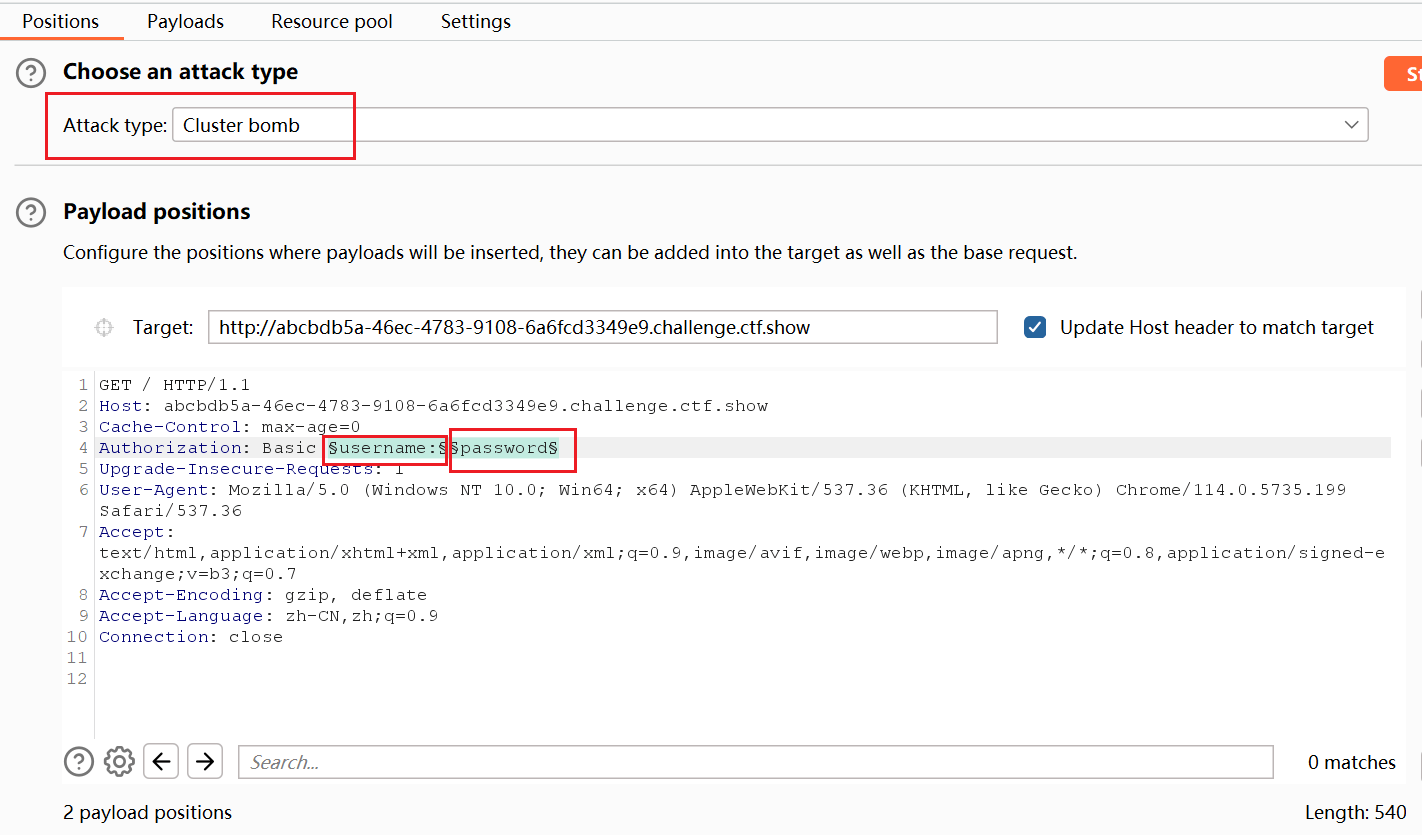 Positions Payloads Resource pool Settings
Choose an attack type
St
Attack type: Cluster bomb
Payload positions
Configure the positions where payloads will be inserted, they can be added into the target as well as the base request.
Target: http://abcbdb5a-46ec-4783-9108-6a6fcd3349e9.challenge.ctf.show Update Host header to match target
1 GET / HTTP/1.1
2 Host: abcbdb5a-46ec-4783-9108-6a6fcd3349e9.challenge.ctf.show
3 Cache-Control: max-age=0
4 Authorization: Basic §username:§§password§
5 Upgrade-Insecure-Requests: 1
6 User-Agent: Mozilla/5.0 (Windows NT 10.0; Win64; x64) AppleWebKit/537.36 (KHTML, like Gecko) Chrome/114.0.5735.199
Safari/537.36
7 Accept:
text/html,application/xhtml+xml,application/xml;q=0.9,image/avif,image/webp,image/apng,*/*;q=0.8,application/signed-e
xchange;v=b3;q=0.7
8 Accept-Encoding: gzip, deflate
9 Accept-Language: zh-CN,zh;q=0.9
10 Connection: close
11
12
Search... 0 matches
2 payload positions Length: 540